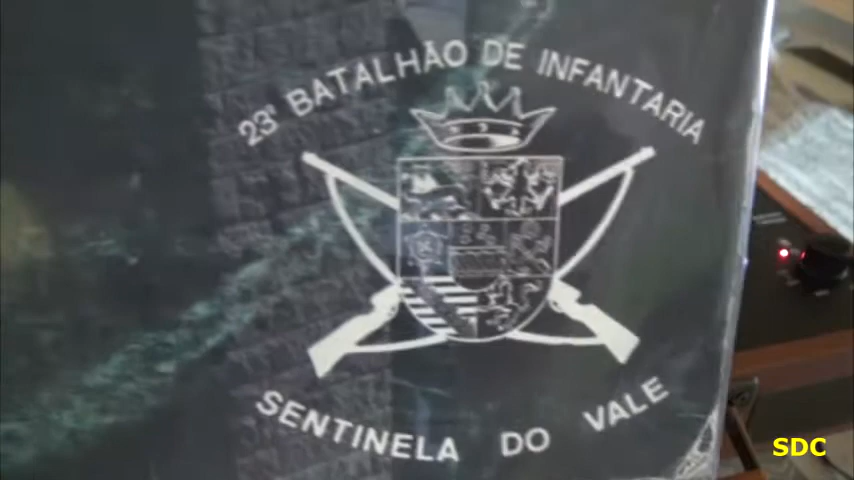 23º BATALHÃO DE INFANTARIA
SENTINELA DO VALE
SDC